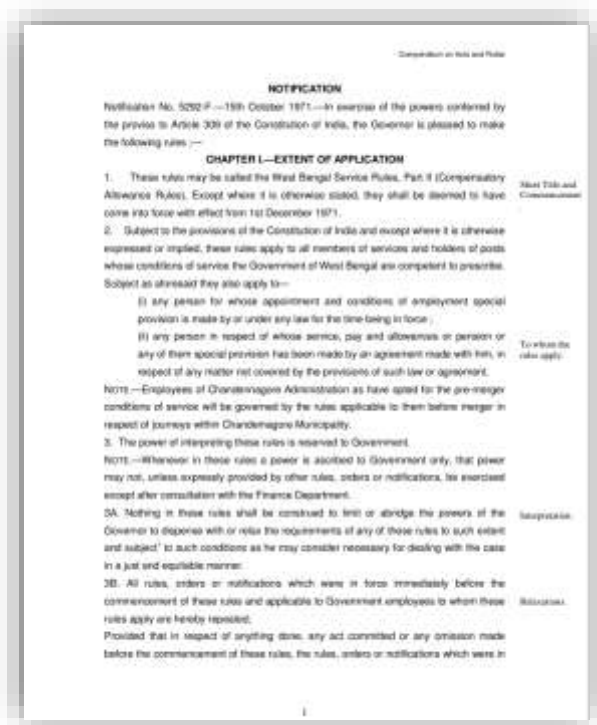 Compendium on Acts and Rules
NOTIFICATION
Notification No. 5292-F.—15th October 1971.—In exercise of the powers conferred by
the proviso to Article 309 of the Constitution of India, the Governor is pleased to make
the following rules :—
CHAPTER I.—EXTENT OF APPLICATION
1. These rules may be called the West Bengal Service Rules, Part II (Compensatory
Allowance Rules). Except where it is otherwise stated, they shall be deemed to have
come into force with effect from 1st December 1971.
Short Title and
Commencement
2. Subject to the provisions of the Constitution of India and except where it is otherwise
expressed or implied, these rules apply to all members of services and holders of posts
whose conditions of service the Government of West Bengal are competent to prescribe.
Subject as aforesaid they also apply to—
(i) any person for whose appointment and conditions of employment special
provision is made by or under any law for the time being in force ;
(ii) any person in respect of whose service, pay and allowances or pension or
any of them special provision has been made by an agreement made with him, in
respect of any matter not covered by the provisions of such law or agreement.
To whom the
rules apply.
NOTE.—Employees of Chandernagore Administration as have opted for the pre-merger
conditions of service will be governed by the rules applicable to them before merger in
respect of journeys within Chandernagore Municipality.
3. The power of interpreting these rules is reserved to Government.
NOTE.—Whenever in these rules a power is ascribed to Government only, that power
may not, unless expressly provided by other rules, orders or notifications, be exercised
except after consultation with the Finance Department.
3A. Nothing in these rules shall be construed to limit or abridge the powers of the
Governor to dispense with or relax the requirements of any of these rules to such extent
and subject to such conditions as he may consider necessary for dealing with the case
in a just and equitable manner.
Interpretation.
3B. All rules, orders or notifications which were in force immediately before the
commencement of these rules and applicable to Government employees to whom these
rules apply are hereby repealed;
Relaxations.
Provided that in respect of anything done, any act committed or any omission made
before the commencement of these rules, the rules, orders or notifications which were in
1